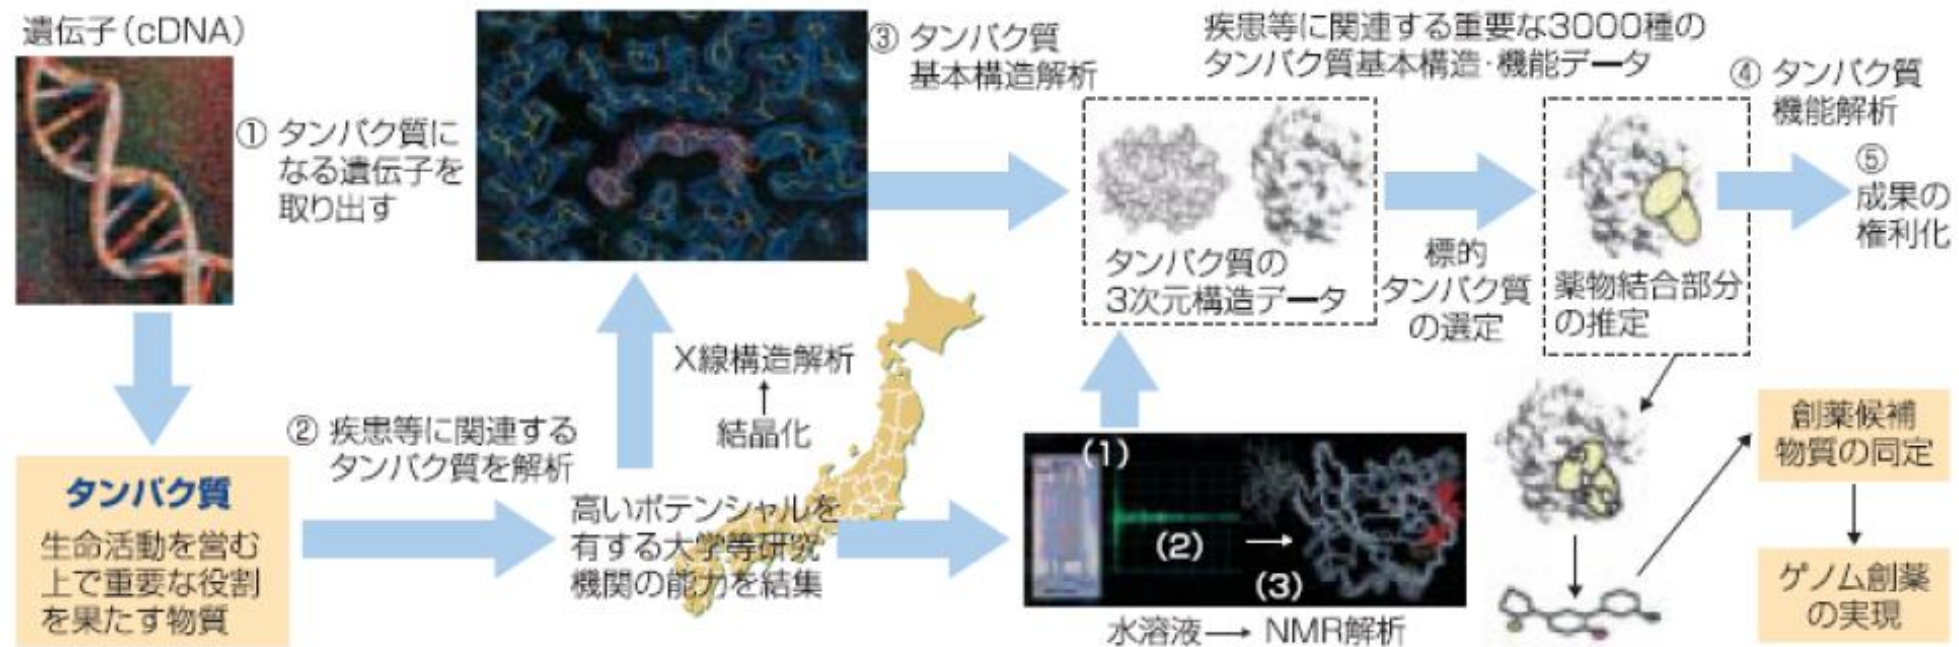 遺伝子(cDNA)
① タンパク質に
なる遺伝子を
取り出す
タンパク質
生命活動を営む
上で重要な役割
を果たす物質
② 疾患等に関連する
タンパク質を解析
高いポテンシャルを
有する大学等研究
機関の能力を結集
X線構造解析
結晶化
③ タンパク質
基本構造解析
疾患等に関連する重要な3000種の
タンパク質基本構造・機能データ
タンパク質の
3次元構造データ
(1)
(2)
(3)
水溶液→ NMR解析
標的
タンパク質
の選定
薬物結合部分
の推定
④ タンパク質
機能解析
⑤
成果の
権利化
創薬候補
物質の同定
ゲノム創薬
の実現